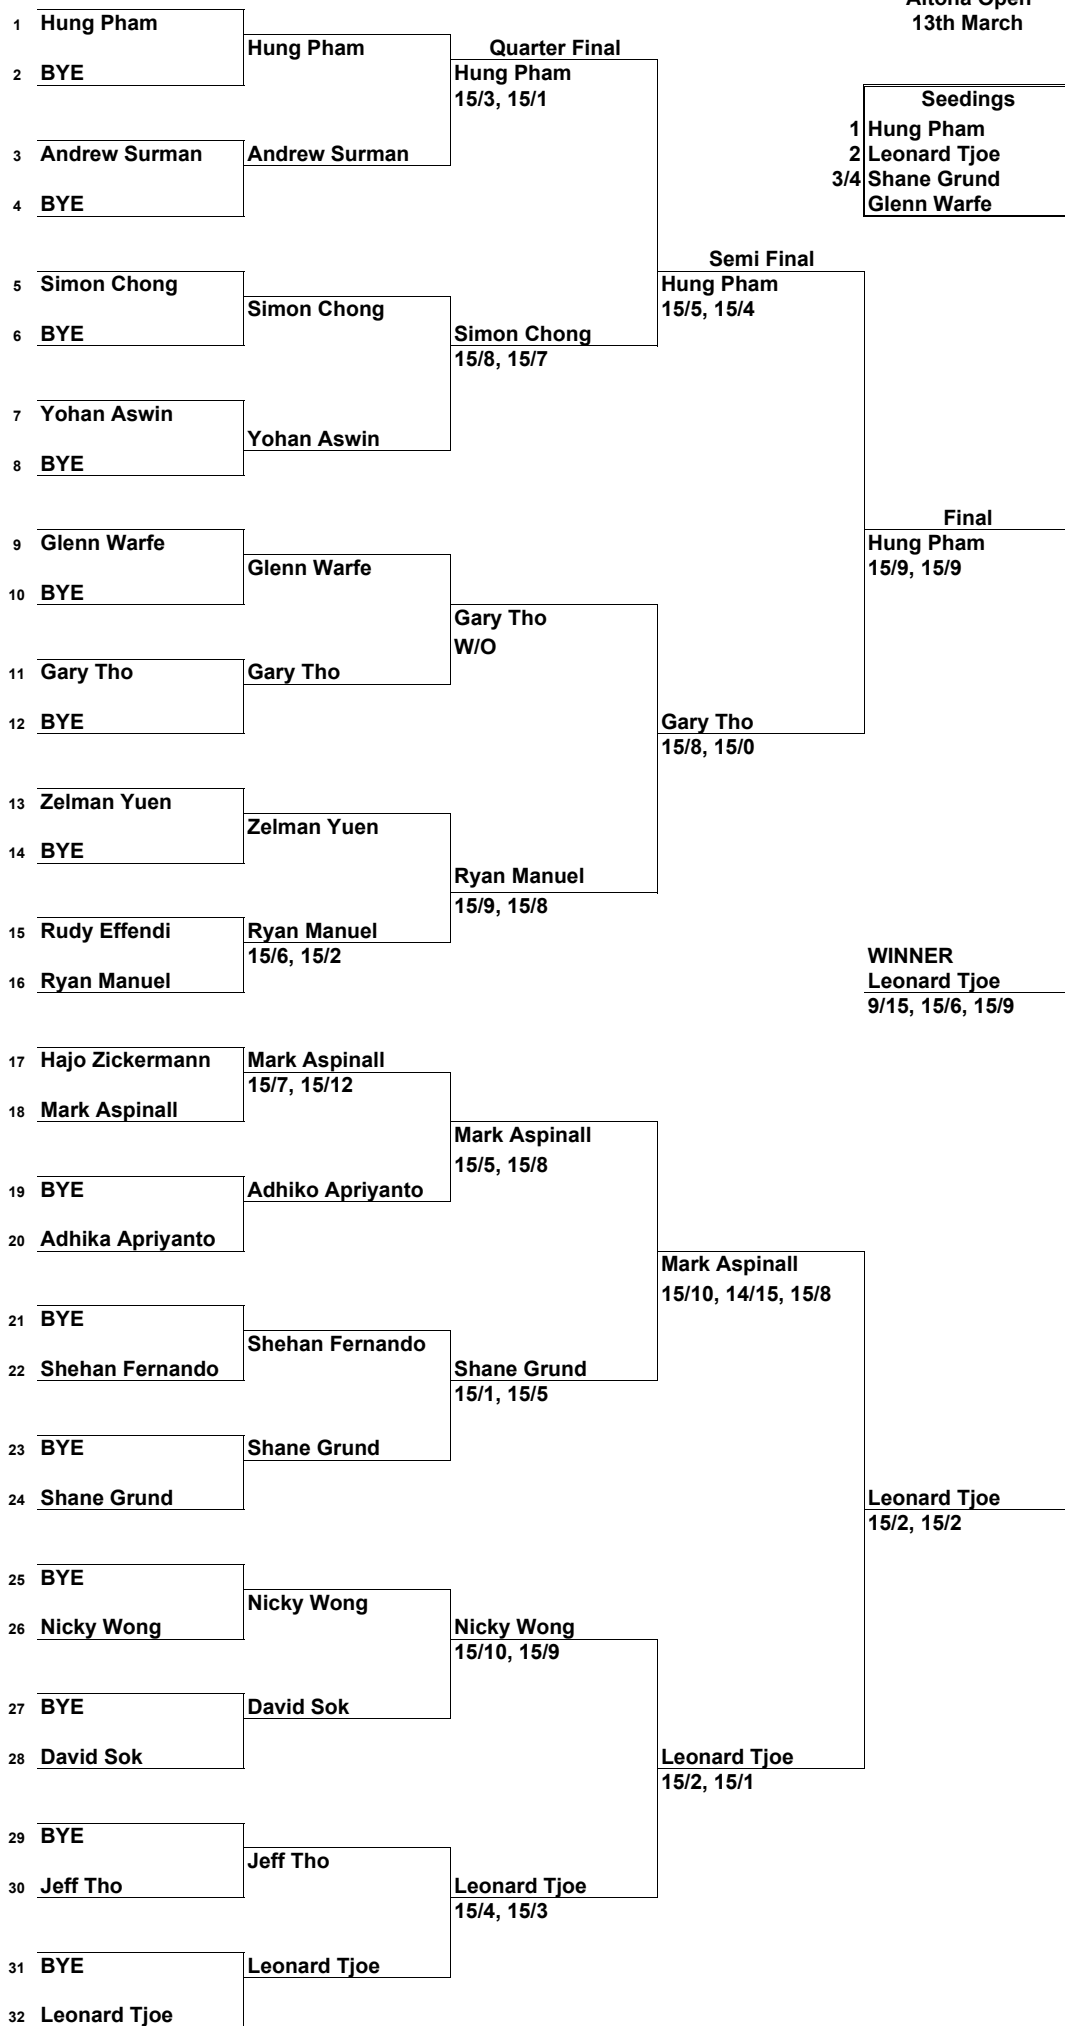 Altona Open
13th March
1 Hung Pham
Hung Pham
Quarter Final
2 BYE
Hung Pham
15/3, 15/1
Seedings
1 Hung Pham
2 Leonard Tjoe
3/4 Shane Grund
Glenn Warfe
3 Andrew Surman
Andrew Surman
4 BYE
Semi Final
5 Simon Chong
Hung Pham
15/5, 15/4
Simon Chong
6 BYE
Simon Chong
15/8, 15/7
7 Yohan Aswin
Yohan Aswin
8 BYE
Final
9 Glenn Warfe
Hung Pham
15/9, 15/9
Glenn Warfe
10 BYE
Gary Tho
W/O
11 Gary Tho
Gary Tho
12 BYE
Gary Tho
15/8, 15/0
13 Zelman Yuen
Zelman Yuen
14 BYE
Ryan Manuel
15/9, 15/8
15 Rudy Effendi
Ryan Manuel
15/6, 15/2
WINNER
16 Ryan Manuel
Leonard Tjoe
9/15, 15/6, 15/9
17 Hajo Zickermann
Mark Aspinall
15/7, 15/12
18 Mark Aspinall
Mark Aspinall
15/5, 15/8
19 BYE
Adhiko Apriyanto
20 Adhika Apriyanto
Mark Aspinall
15/10, 14/15, 15/8
21 BYE
Shehan Fernando
22 Shehan Fernando
Shane Grund
15/1, 15/5
23 BYE
Shane Grund
24 Shane Grund
Leonard Tjoe
15/2, 15/2
25 BYE
Nicky Wong
26 Nicky Wong
Nicky Wong
15/10, 15/9
27 BYE
David Sok
28 David Sok
Leonard Tjoe
15/2, 15/1
29 BYE
Jeff Tho
30 Jeff Tho
Leonard Tjoe
15/4, 15/3
31 BYE
Leonard Tjoe
32 Leonard Tjoe